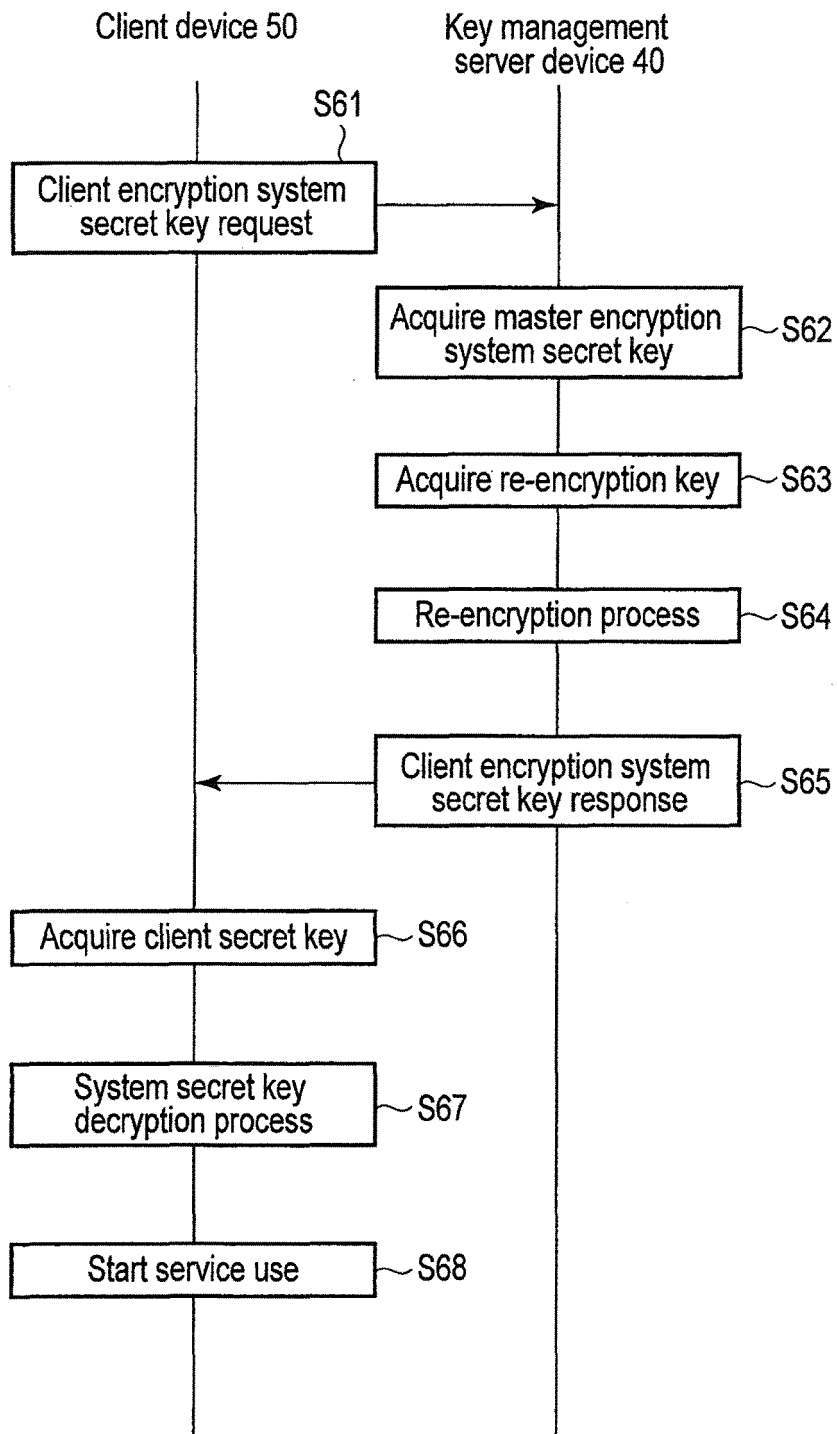 Client device 50
Key management
server device 40
S61
Client encryption system
secret key request
Acquire master encryption
system secret key
S62
Acquire re-encryption key
S63
Re-encryption process
S64
Client encryption system
secret key response
S65
Acquire client secret key
S66
System secret key
decryption process
S67
Start service use
S68